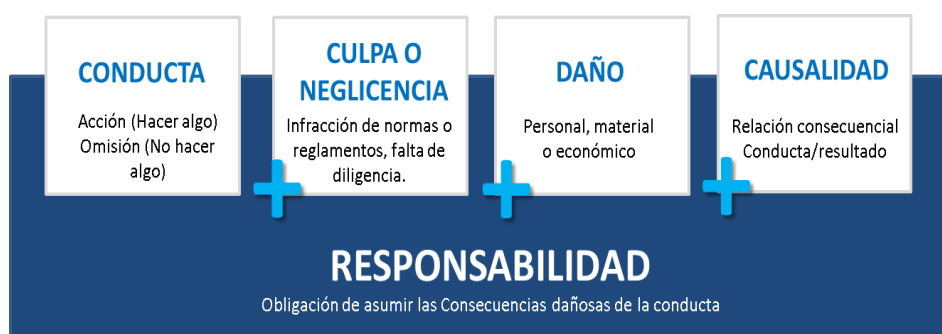 CONDUCTA
Acción (Hacer algo)
Omisión (No hacer
algo)
CULPA O
NEGLICENCIA
Infracción de normas o
reglamentos, falta de
diligencia.
DAÑO
Personal, material
o económico
CAUSALIDAD
Relación consecuencial
Conducta/resultado
RESPONSABILIDAD
Obligación de asumir las Consecuencias dañosas de la conducta